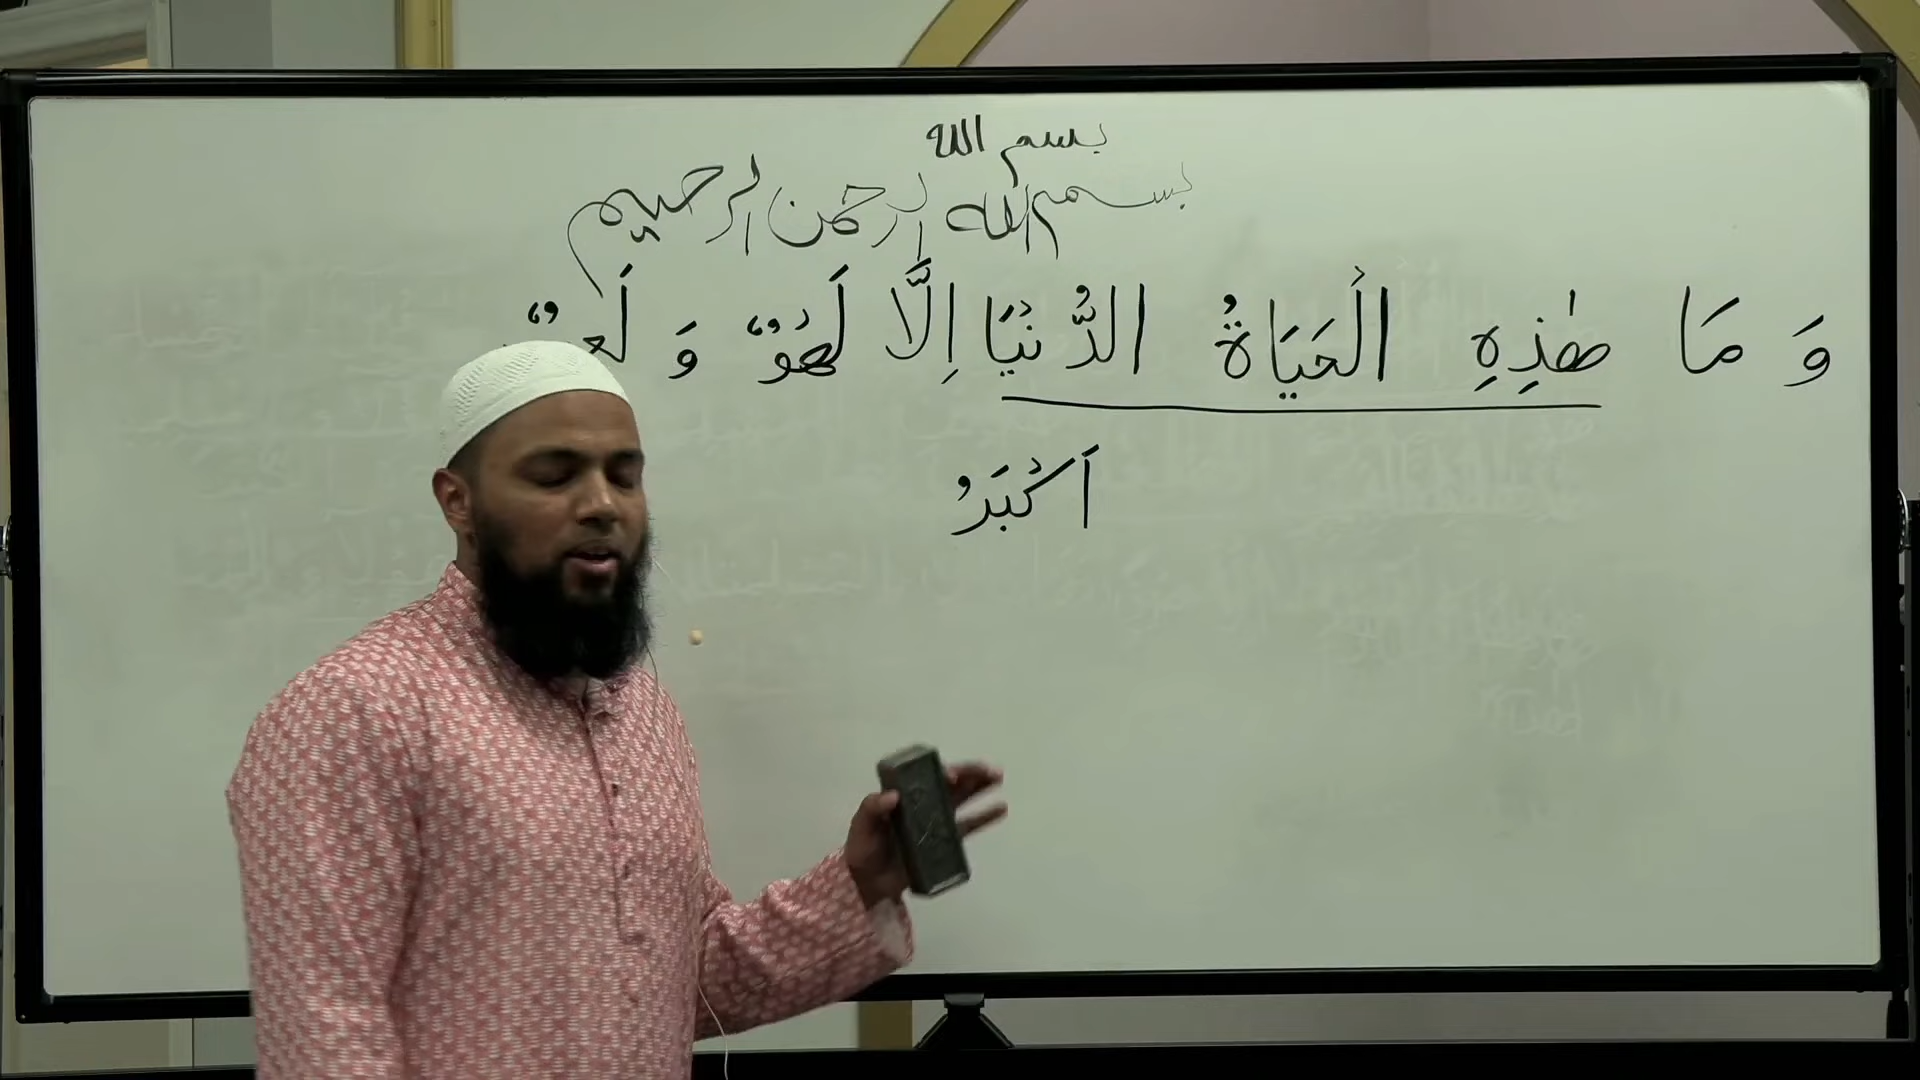 بسم الله
بسم الله الرحمن الرحيم
وَ مَا هٰذِهِ الْحَيَاةُ الدُّنْيَا اِلَّا لَهْوٌ وَ
اَكْبَرُ